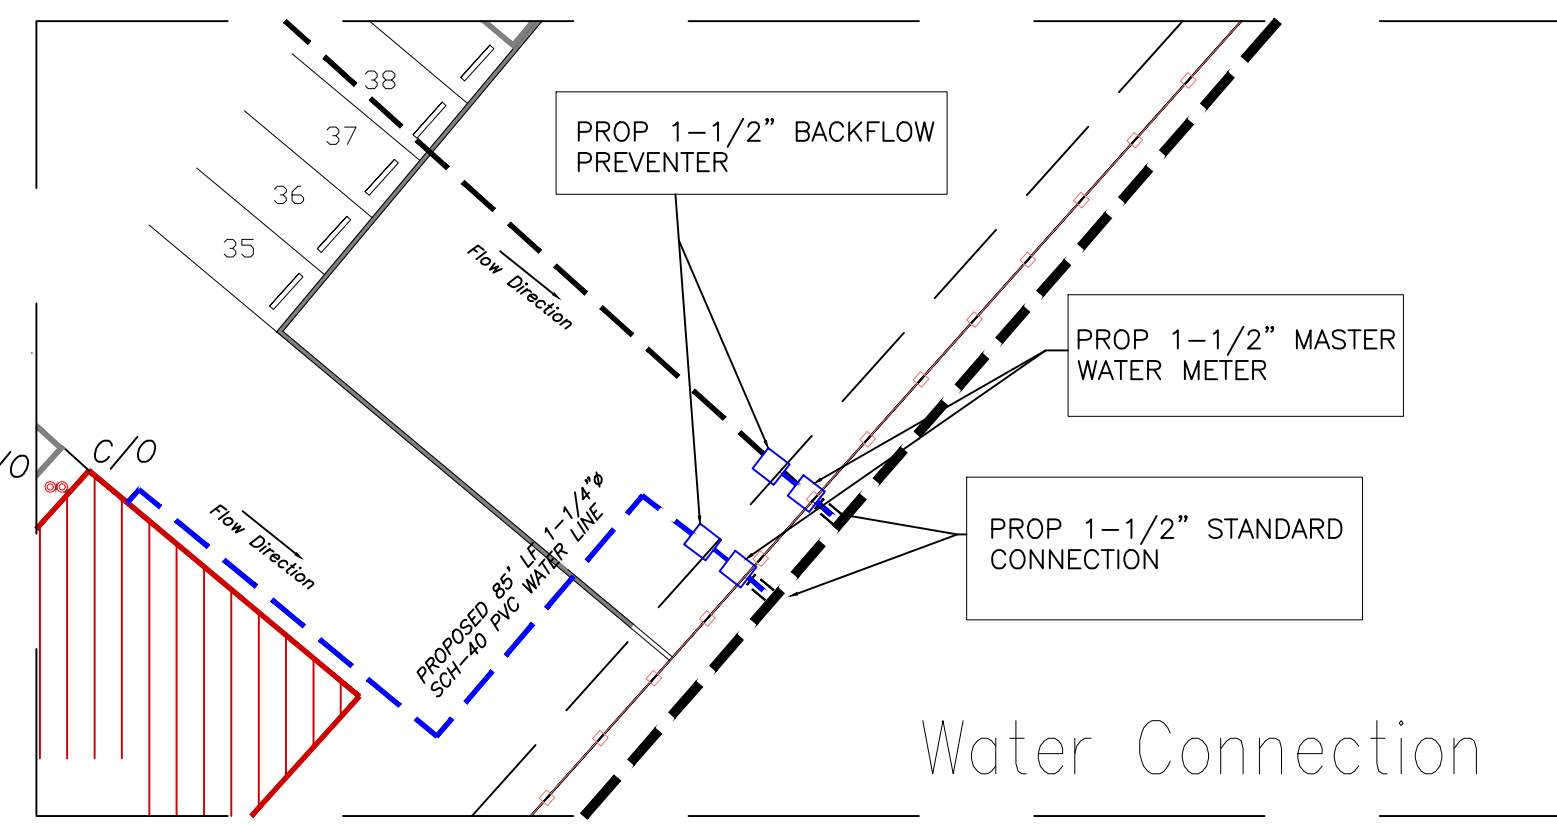 38
37
36
35
PROP 1-1/2" BACKFLOW
PREVENTER
Flow Direction
PROP 1-1/2" MASTER
WATER METER
C/O
/O
Flow Direction
PROPOSED 85' LF 1-1/4"ø
SCH-40 PVC WATER LINE
PROP 1-1/2" STANDARD
CONNECTION
Water Connection